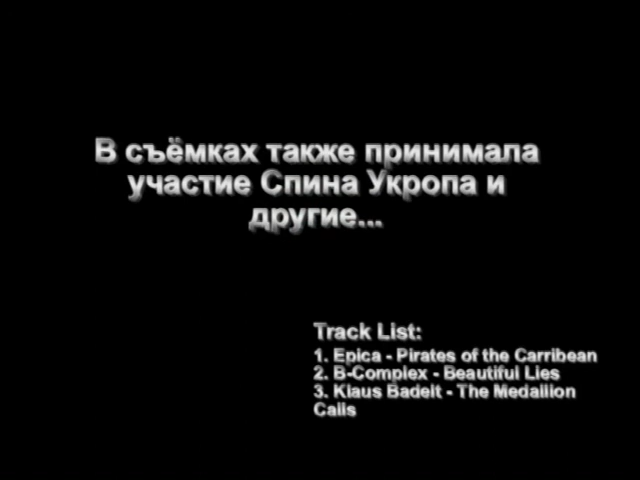 В съёмках также принимала
участие Спина Укропа и
другие...
Track List:
1. Epica - Pirates of the Carribean
2. B-Complex - Beautiful Lies
3. Klaus Badelt - The Medallion
Calls